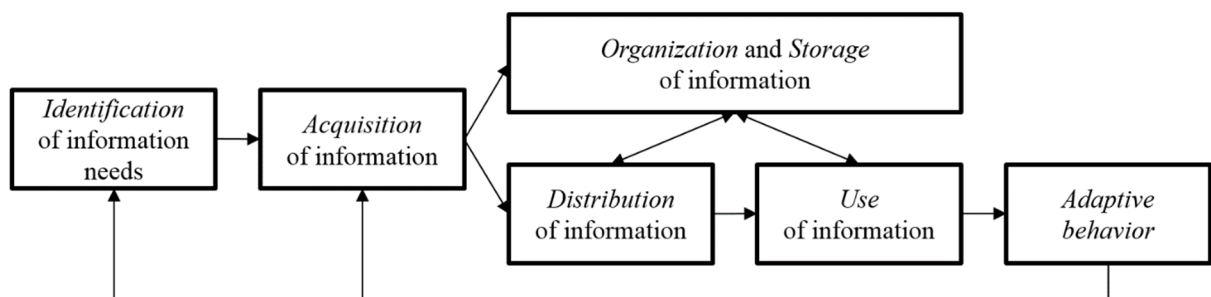 Identification
of information
needs
Acquisition
of information
Organization and Storage
of information
Distribution
of information
Use
of information
Adaptive
behavior